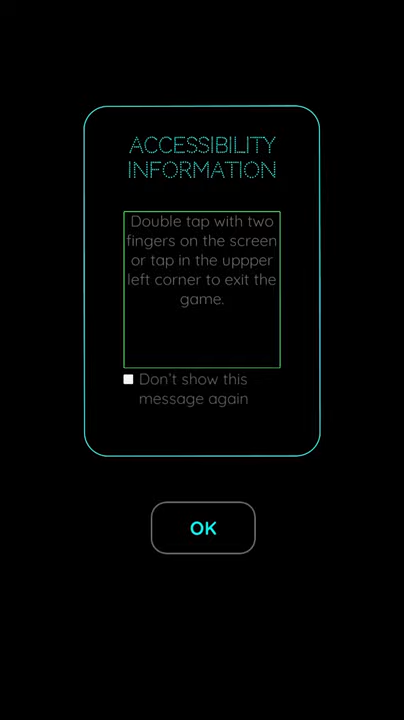 ACCESSIBILITY
INFORMATION
Double tap with two
fingers on the screen
or tap in the uppper
left corner to exit the
game.
Don't show this
message again
OK